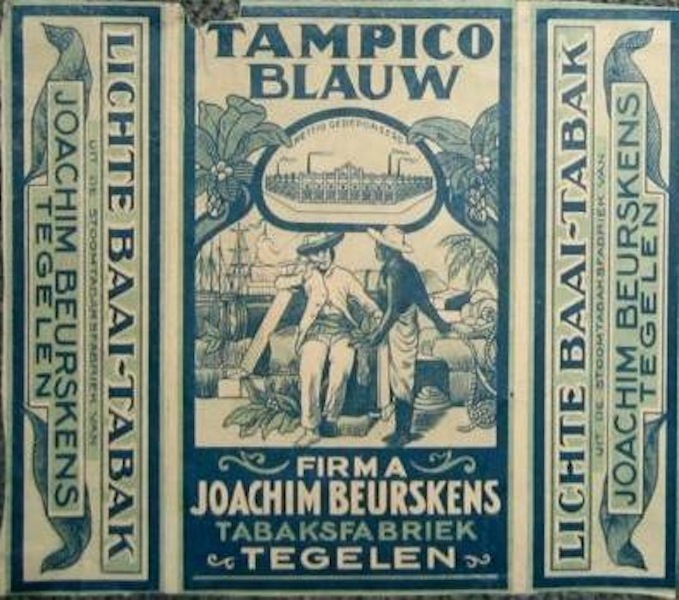 LICHTE BAAI-TABAK
UIT DE STOOMTABAKSFABRIEK VAN
JOACHIM BEURSKENS
TEGELEN
TAMPICO
BLAUW
WETTIG GEDEPONEERD
FIRMA
JOACHIM BEURSKENS
TABAKSFABRIEK
TEGELEN
LICHTE BAAI-TABAK
UIT DE STOOMTABAKSFABRIEK VAN
JOACHIM BEURSKENS
TEGELEN